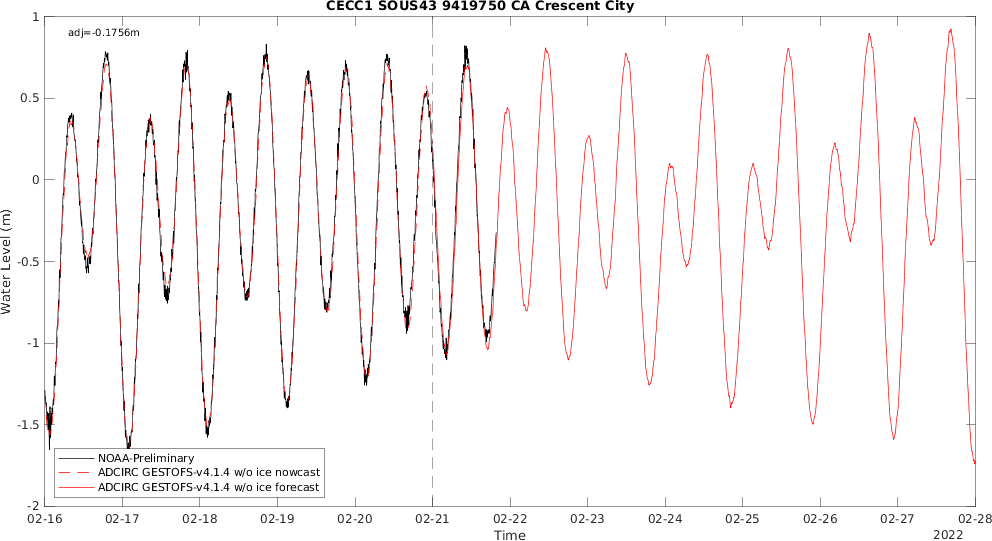 CECC1 SOUS43 9419750 CA Crescent City
adj=-0.1756m
1
0.5
0
-0.5
-1
-1.5
-2
Water Level (m)
NOAA-Preliminary
ADCIRC GESTOFS-v4.1.4 w/o ice nowcast
ADCIRC GESTOFS-v4.1.4 w/o ice forecast
02-16 02-17 02-18 02-19 02-20 02-21 02-22 02-23 02-24 02-25 02-26 02-27 02-28
Time
2022